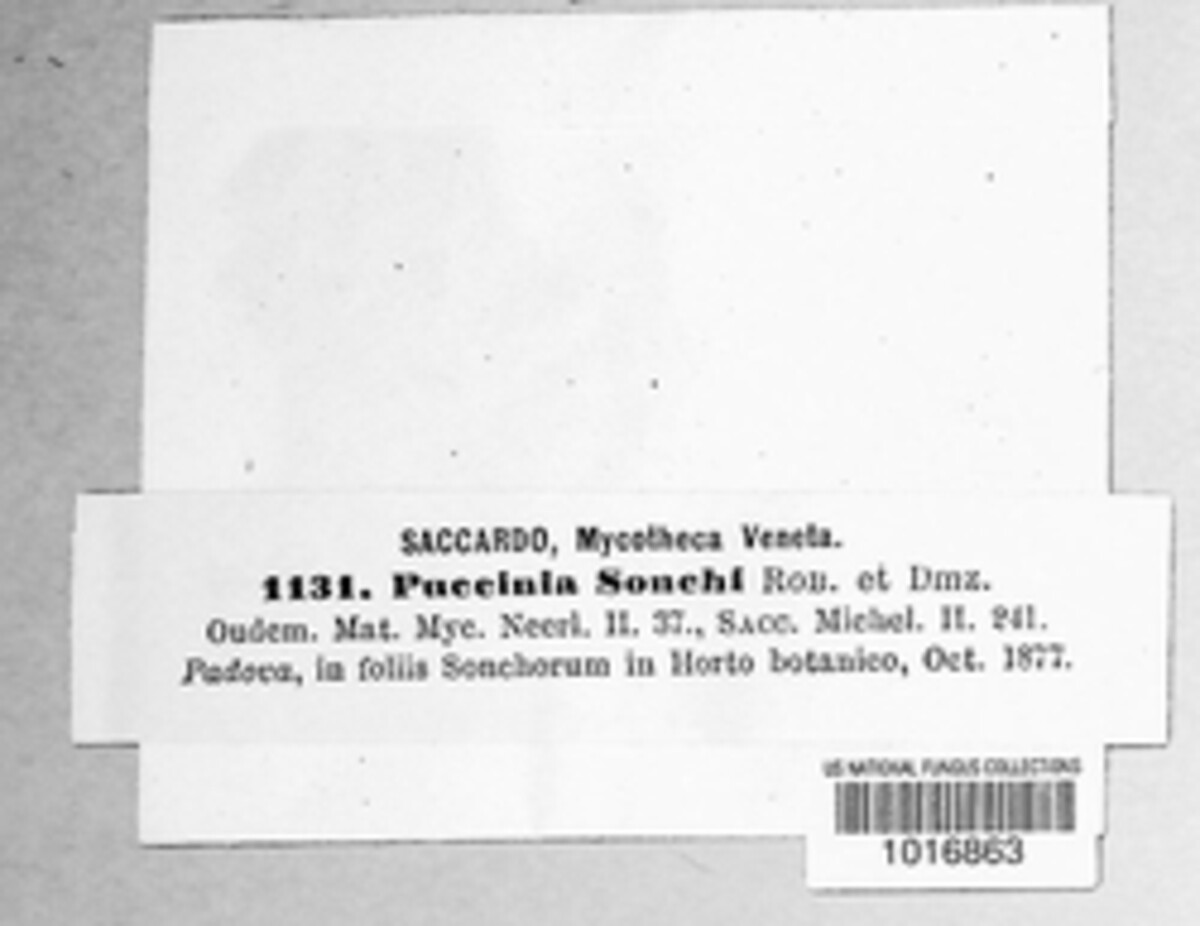 SACCARDO, Mycotheca Veneta.
1131. Puccinia Sonchi Rob. et Dmz.
Oudem. Mat. Myc. Neerl. II. 37., SACC. Michel. II. 241.
Padova, in foliis Sonchorum in Horto botanico, Oct. 1877.
US NATIONAL FUNGUS COLLECTIONS
1016863